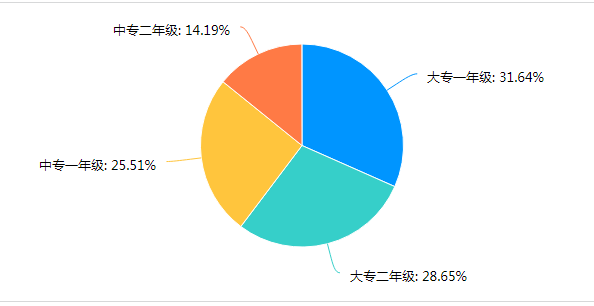 中专二年级: 14.19%
大专一年级: 31.64%
中专一年级: 25.51%
大专二年级: 28.65%